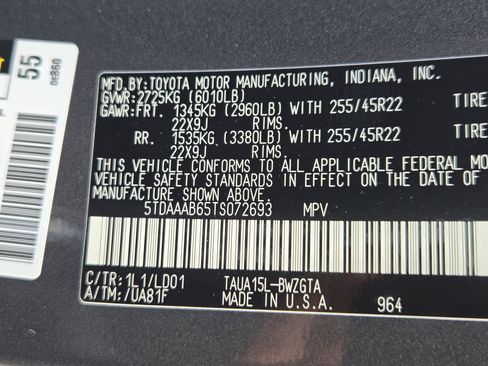 55
0E860
MFD.BY:TOYOTA MOTOR MANUFACTURING, INDIANA, INC.
GVWR:2725KG (6010LB)
GAWR:FRT. 1345KG (2960LB) WITH 255/45R22 TIRE
22X9J RIMS.
RR. 1535KG (3380LB) WITH 255/45R22 TIRE
22X9J RIMS.
THIS VEHICLE CONFORMS TO ALL APPLICABLE FEDERAL MO
VEHICLE SAFETY STANDARDS IN EFFECT ON THE DATE OF
MANUFACTURE SHOWN ABOVE.
5TDAAAB65TS072693 MPV
C/TR:1L1/LD01 TAUA15L-BWZGTA
A/TM:/UA81F MADE IN U.S.A. 964